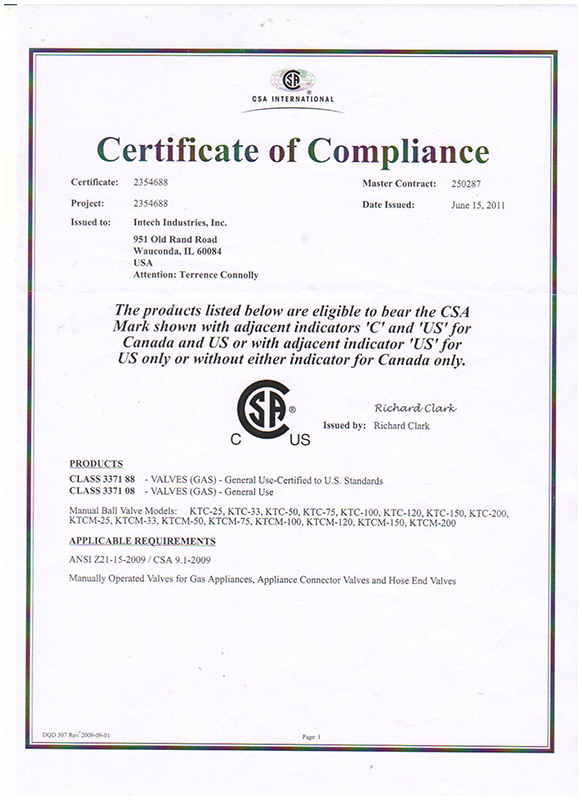 CSA
CSA INTERNATIONAL
Certificate of Compliance
Certificate: 2354688 Master Contract: 250287
Project: 2354688 Date Issued: June 15, 2011
Issued to: Intech Industries, Inc.
951 Old Rand Road
Wauconda, IL 60084
USA
Attention: Terrence Connolly
The products listed below are eligible to bear the CSA
Mark shown with adjacent indicators 'C' and 'US' for
Canada and US or with adjacent indicator 'US' for
US only or without either indicator for Canada only.
CSA ®
C US
Richard Clark
Issued by: Richard Clark
PRODUCTS
CLASS 3371 88 - VALVES (GAS) - General Use-Certified to U.S. Standards
CLASS 3371 08 - VALVES (GAS) - General Use
Manual Ball Valve Models: KTC-25, KTC-33, KTC-50, KTC-75, KTC-100, KTC-120, KTC-150, KTC-200,
KTCM-25, KTCM-33, KTCM-50, KTCM-75, KTCM-100, KTCM-120, KTCM-150, KTCM-200
APPLICABLE REQUIREMENTS
ANSI Z21-15-2009 / CSA 9.1-2009
Manually Operated Valves for Gas Appliances, Appliance Connector Valves and Hose End Valves
DQD 507 Rev. 2009-09-01 Page: 1